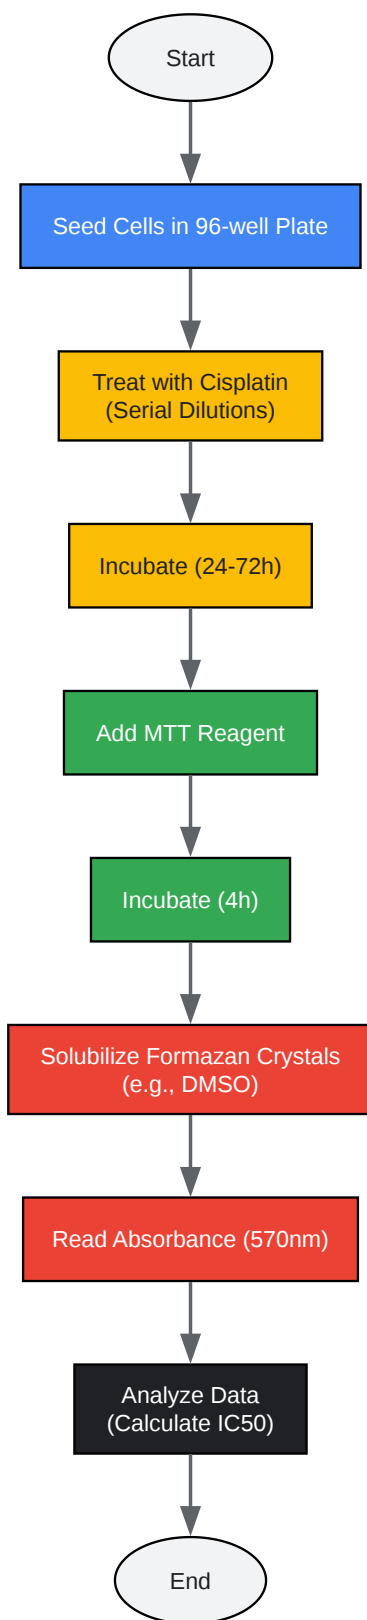 Start
Seed Cells in 96-well Plate
Treat with Cisplatin
(Serial Dilutions)
Incubate (24-72h)
Add MTT Reagent
Incubate (4h)
Solubilize Formazan Crystals
(e.g., DMSO)
Read Absorbance (570nm)
Analyze Data
(Calculate IC50)
End